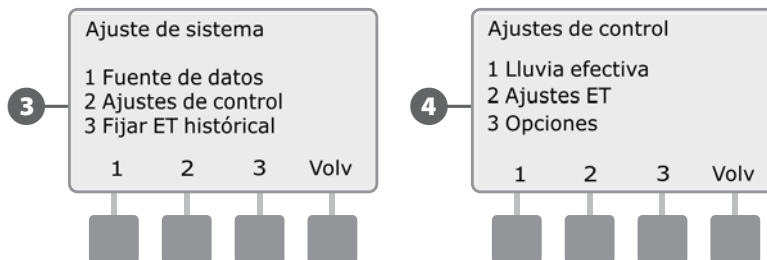 3
Ajuste de sistema
1 Fuente de datos
2 Ajustes de control
3 Fijar ET histórical
1 2 3 Volv
4
Ajustes de control
1 Lluvia efectiva
2 Ajustes ET
3 Opciones
1 2 3 Volv